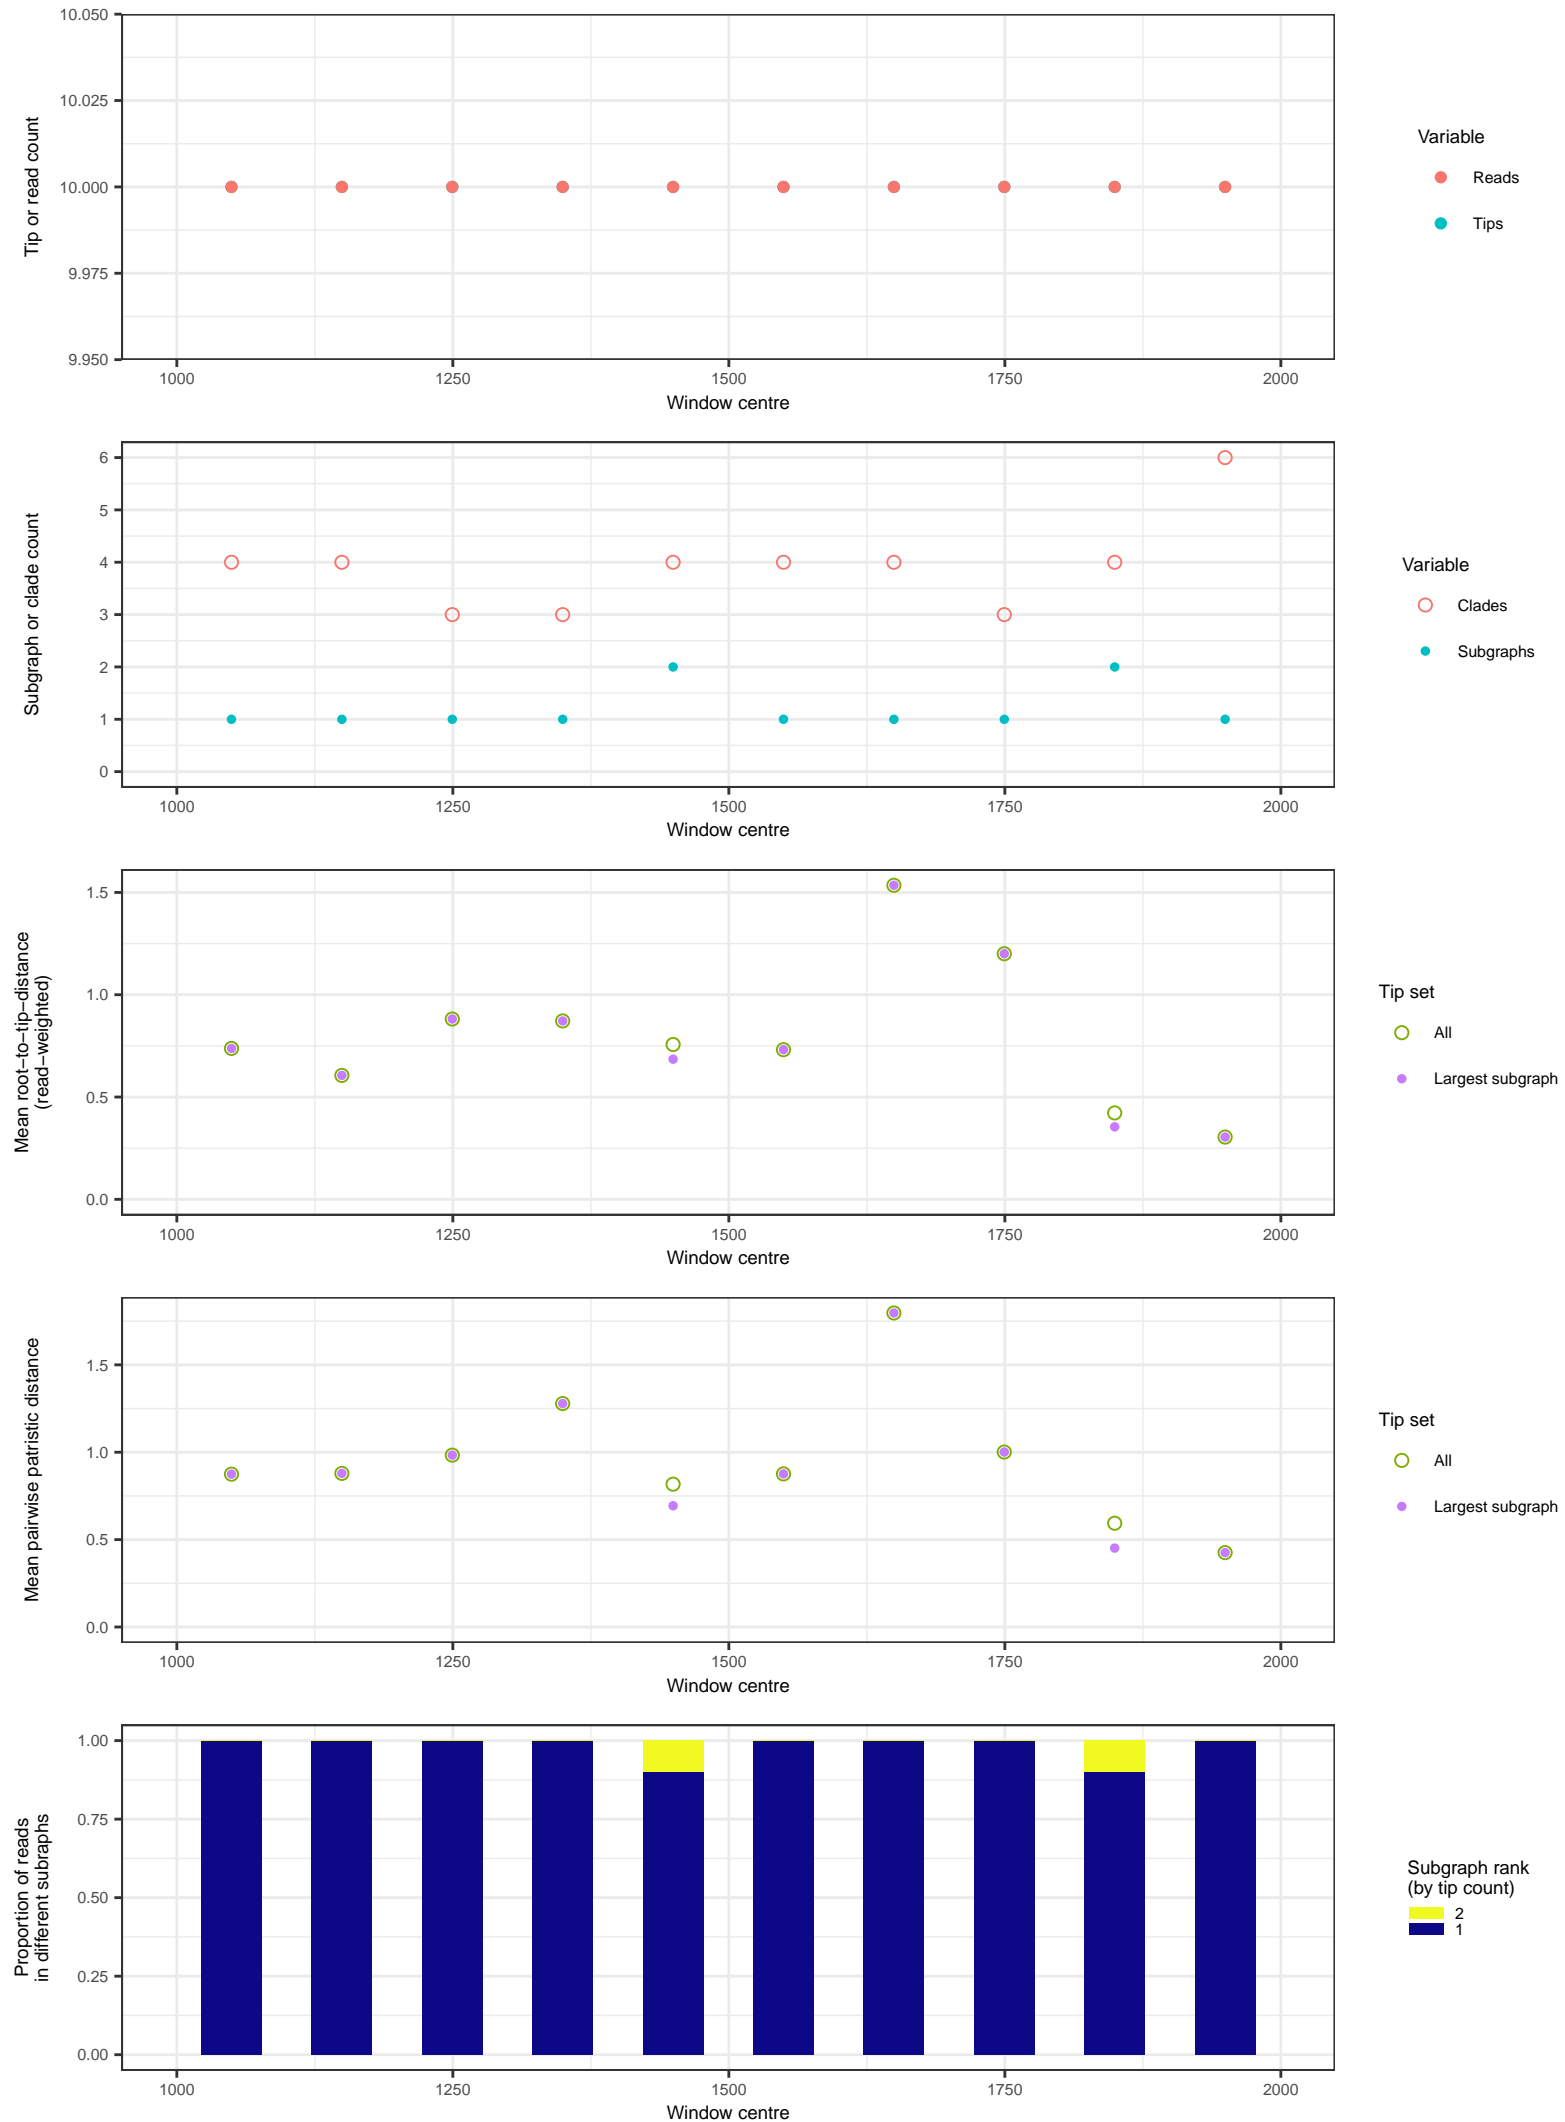 10.050
10.025
10.000
9.975
9.950
Tip or read count
1000 1250 1500 1750 2000
Window centre
Variable
Reads
Tips
6
5
4
3
2
1
0
Subgraph or clade count
1000 1250 1500 1750 2000
Window centre
Variable
Clades
Subgraphs
1.5
1.0
0.5
0.0
Mean root−to−tip−distance
(read−weighted)
1000 1250 1500 1750 2000
Window centre
Tip set
All
Largest subgraph
1.5
1.0
0.5
0.0
Mean pairwise patristic distance
1000 1250 1500 1750 2000
Window centre
Tip set
All
Largest subgraph
1.00
0.75
0.50
0.25
0.00
Proportion of reads
in different subraphs
1000 1250 1500 1750 2000
Window centre
Subgraph rank
(by tip count)
2
1